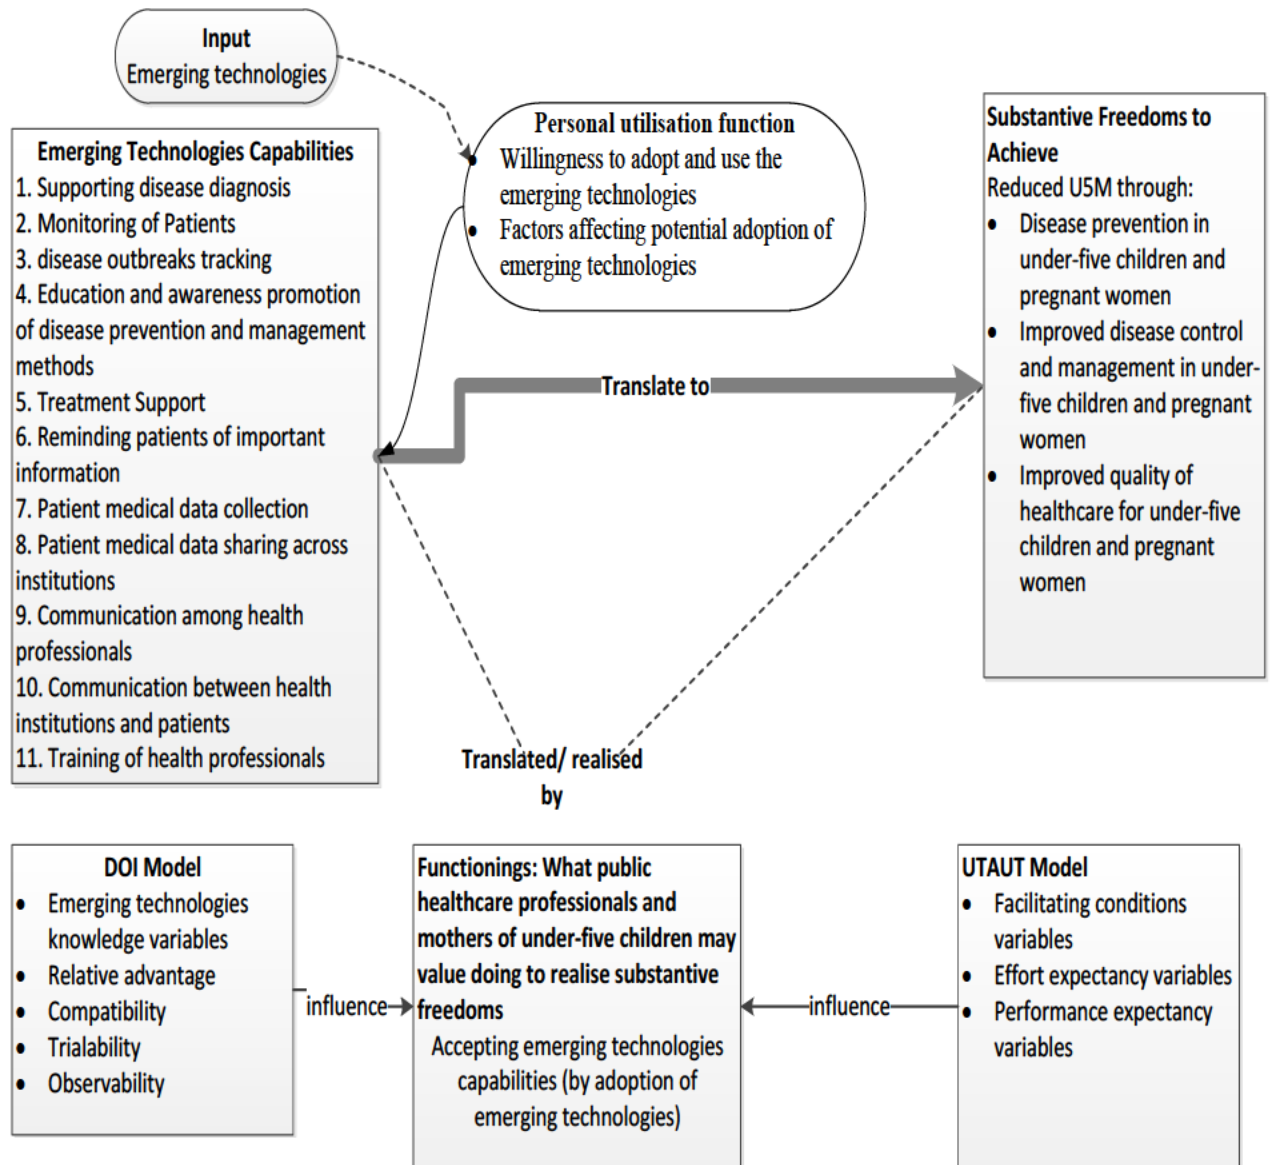 Input
Emerging technologies
Emerging Technologies Capabilities
1. Supporting disease diagnosis
2. Monitoring of Patients
3. disease outbreaks tracking
4. Education and awareness promotion
of disease prevention and management
methods
5. Treatment Support
6. Reminding patients of important
information
7. Patient medical data collection
8. Patient medical data sharing across
institutions
9. Communication among health
professionals
10. Communication between health
institutions and patients
11. Training of health professionals
Personal utilisation function
• Willingness to adopt and use the
emerging technologies
• Factors affecting potential adoption of
emerging technologies
Translate to
Substantive Freedoms to
Achieve
Reduced U5M through:
• Disease prevention in
under-five children and
pregnant women
• Improved disease control
and management in under-
five children and pregnant
women
• Improved quality of
healthcare for under-five
children and pregnant
women
Translated/ realised
by
DOI Model
• Emerging technologies
knowledge variables
• Relative advantage
• Compatibility
• Trialability
• Observability
influence
Functionings: What public
healthcare professionals and
mothers of under-five children may
value doing to realise substantive
freedoms
Accepting emerging technologies
capabilities (by adoption of
emerging technologies)
influence
UTAUT Model
• Facilitating conditions
variables
• Effort expectancy variables
• Performance expectancy
variables